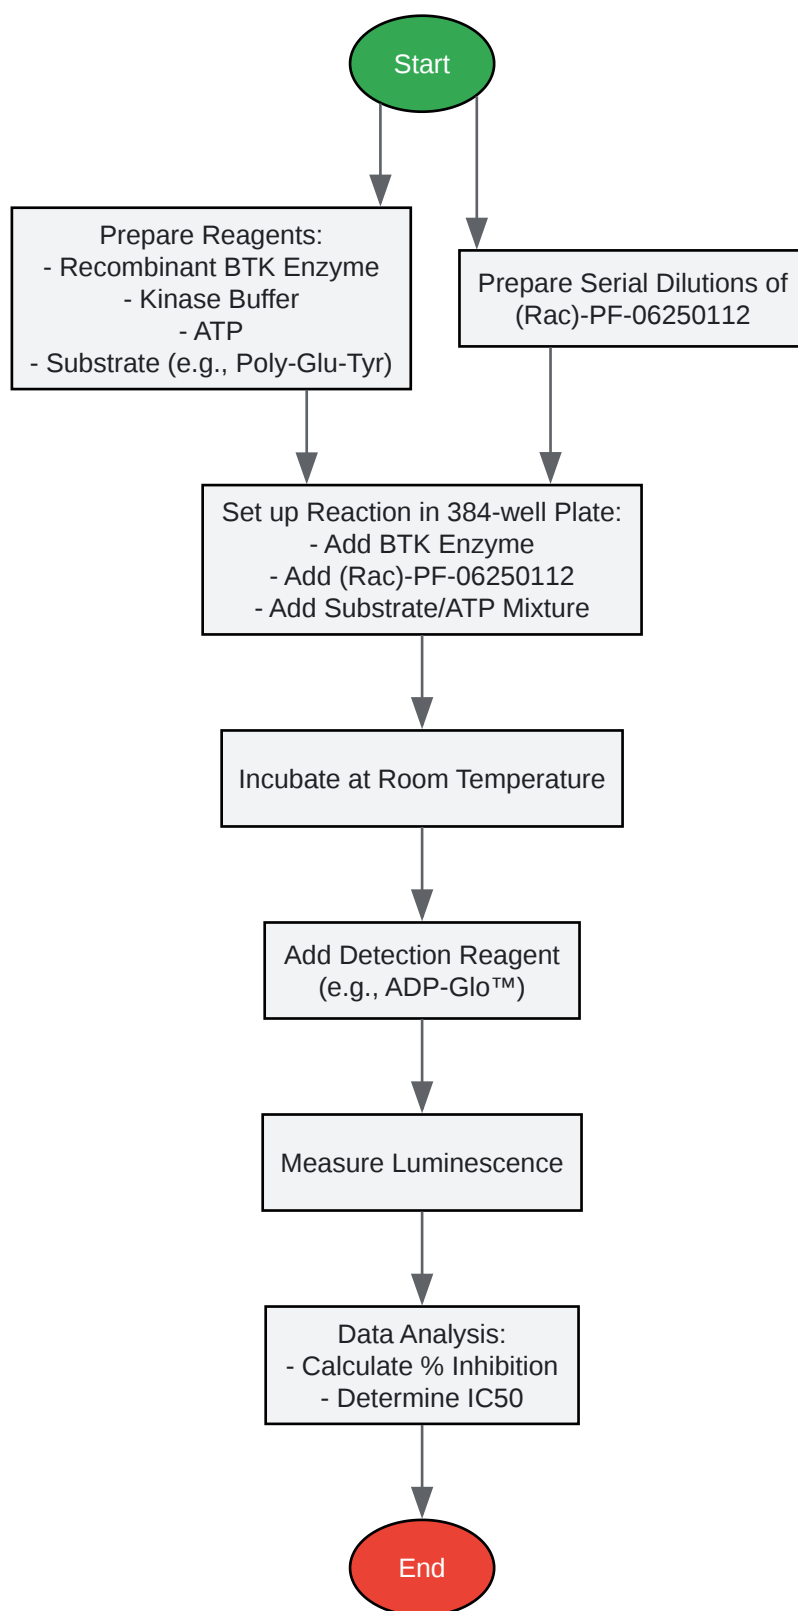 Start
Prepare Reagents:
- Recombinant BTK Enzyme
- Kinase Buffer
- ATP
- Substrate (e.g., Poly-Glu-Tyr)
Prepare Serial Dilutions of
(Rac)-PF-06250112
Set up Reaction in 384-well Plate:
- Add BTK Enzyme
- Add (Rac)-PF-06250112
- Add Substrate/ATP Mixture
Incubate at Room Temperature
Add Detection Reagent
(e.g., ADP-Glo™)
Measure Luminescence
Data Analysis:
- Calculate % Inhibition
- Determine IC50
End